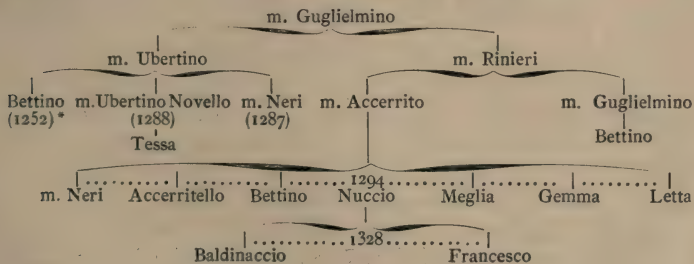 m. Guglielmino
m. Ubertino m. Rinieri
Bettino m. Ubertino Novello m. Neri m. Accerrito m. Guglielmino
(1252)* (1288) (1287)
Tessa Bettino
1294
m. Neri Accerritello Bettino Nuccio Meglia Gemma Letta
1328
Baldinaccio Francesco